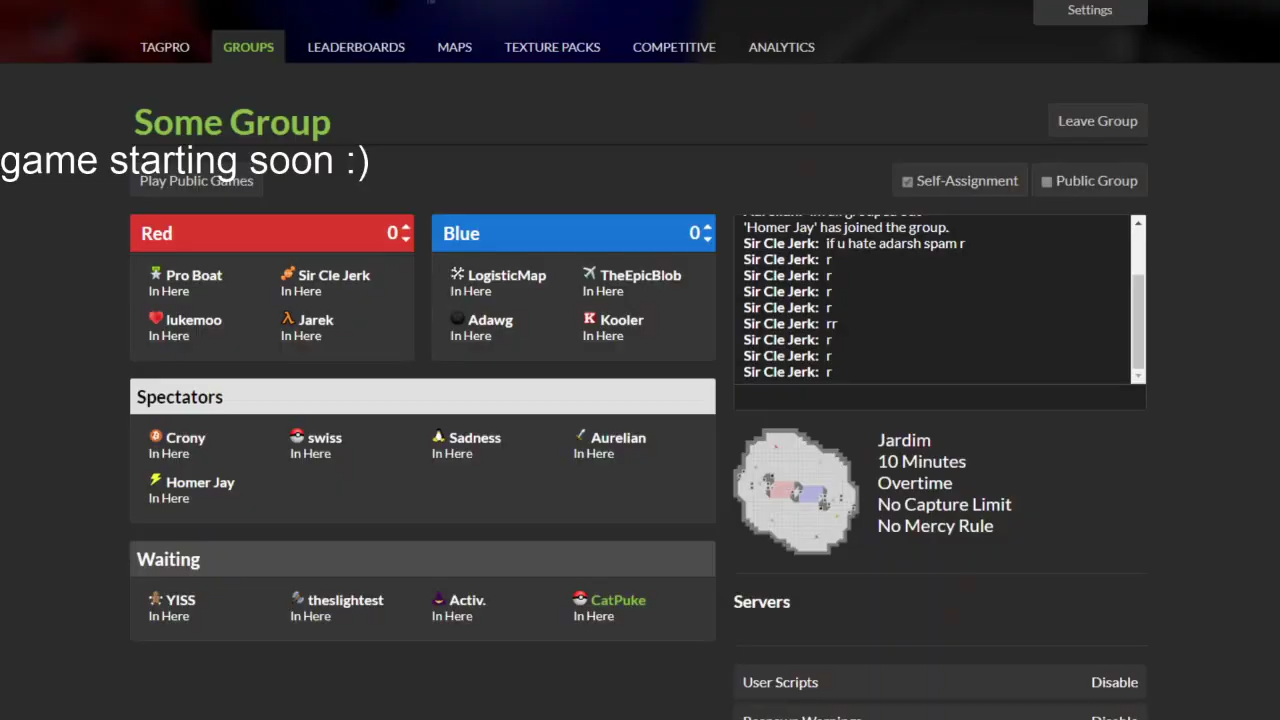 Settings
TAGPRO GROUPS LEADERBOARDS MAPS TEXTURE PACKS COMPETITIVE ANALYTICS
Some Group
Leave Group
game starting soon :)
Play Public Games
Self-Assignment
Public Group
Red 0
Blue 0
Pro Boat
In Here
Sir Cle Jerk
In Here
lukemoo
In Here
Jarek
In Here
LogisticMap
In Here
TheEpicBlob
In Here
Adawg
In Here
Kooler
In Here
'Homer Jay' has joined the group.
Sir Cle Jerk: if u hate adarsh spam r
Sir Cle Jerk: r
Sir Cle Jerk: r
Sir Cle Jerk: r
Sir Cle Jerk: r
Sir Cle Jerk: rr
Sir Cle Jerk: r
Sir Cle Jerk: r
Sir Cle Jerk: r
Spectators
Crony
In Here
swiss
In Here
Sadness
In Here
Aurelian
In Here
Homer Jay
In Here
Jardim
10 Minutes
Overtime
No Capture Limit
No Mercy Rule
Waiting
YISS
In Here
theslightest
In Here
Activ.
In Here
CatPuke
In Here
Servers
User Scripts Disable